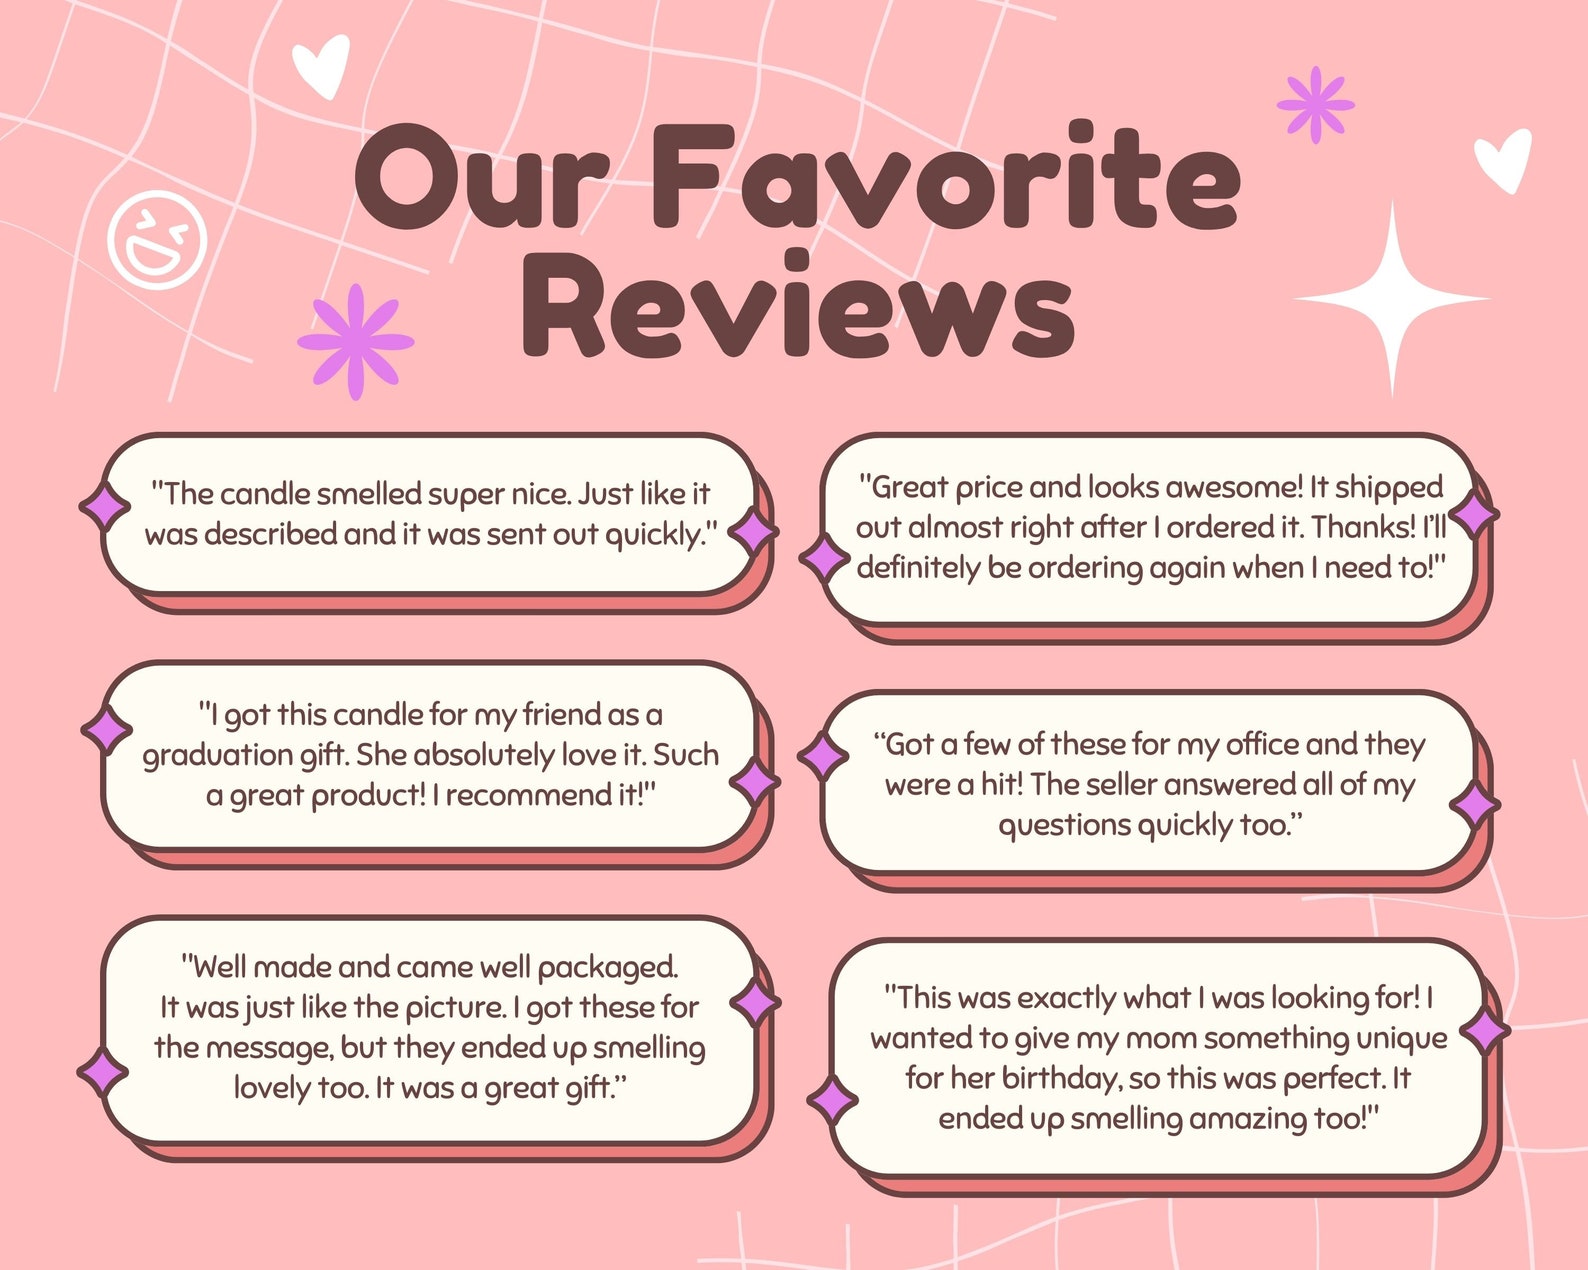 Our Favorite
Reviews
"The candle smelled super nice. Just like it
was described and it was sent out quickly."
"Great price and looks awesome! It shipped
out almost right after I ordered it. Thanks! I'll
definitely be ordering again when I need to!"
"I got this candle for my friend as a
graduation gift. She absolutely love it. Such
a great product! I recommend it!"
“Got a few of these for my office and they
were a hit! The seller answered all of my
questions quickly too.”
"Well made and came well packaged.
It was just like the picture. I got these for
the message, but they ended up smelling
lovely too. It was a great gift.”
"This was exactly what I was looking for! I
wanted to give my mom something unique
for her birthday, so this was perfect. It
ended up smelling amazing too!"